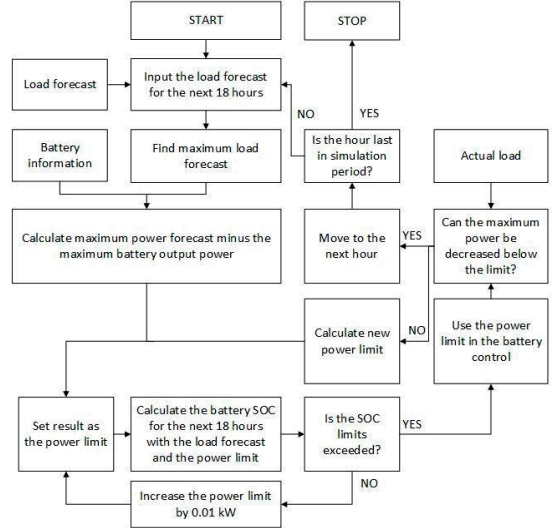 START
STOP
Load forecast
Input the load forecast
for the next 18 hours
NO
YES
Battery
information
Find maximum load
forecast
Is the hour last
in simulation
period?
Actual load
Calculate maximum power forecast minus the
maximum battery output power
Move to the
next hour
YES
Can the maximum
power be
decreased below
the limit?
Calculate new
power limit
NO
Use the power
limit in the battery
control
Set result as
the power limit
Calculate the battery SOC
for the next 18 hours
with the load forecast
and the power limit
Is the SOC
limits
exceeded?
YES
NO
Increase the power limit
by 0.01 kW